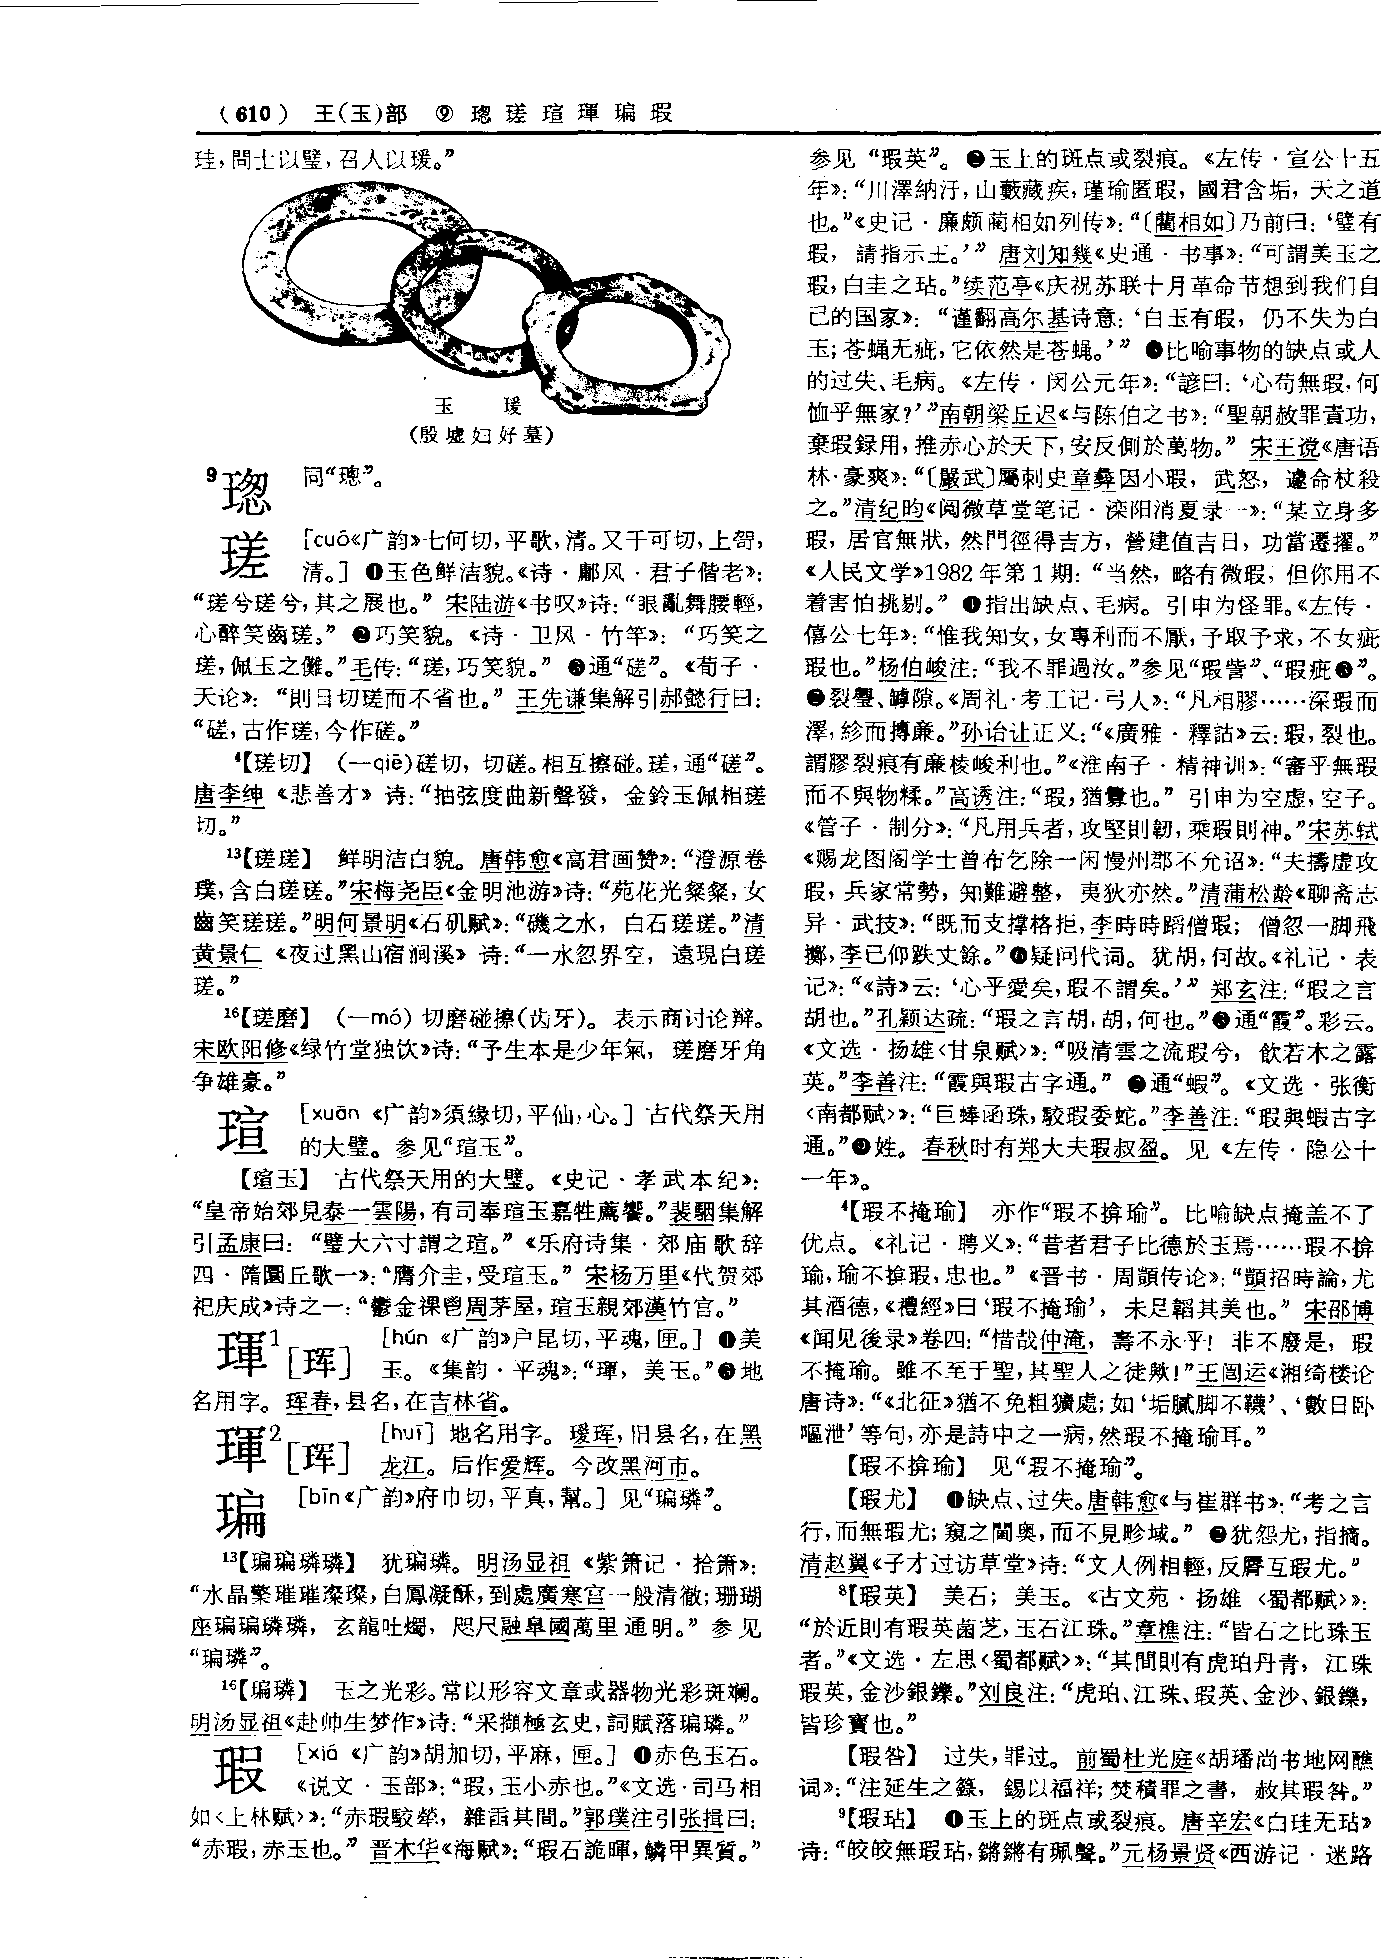 (610) 王(玉)部 ⑨ 璁 瑳 瑄 琿 瑸 瑕
珪,問士以璧,召人以瑗。”
玉 瑗
(殷墟妇好墓)
9 同“璁”。
瑳 [cuǒ《广韵》七何切,平歌,清。又千可切,上哿,
清。] ❶玉色鲜洁貌。《诗·鄘风·君子偕老》:
“瑳兮瑳兮,其之展也。” 宋陆游《书叹》诗:“眼亂舞腰輕,
心醉笑齒瑳。” ❷巧笑貌。《诗·卫风·竹竿》: “巧笑之
瑳,佩玉之儺。”毛传:“瑳,巧笑貌。” ❸通“磋”。《荀子·
天论》: “則日切瑳而不省也。” 王先谦集解引郝懿行曰:
“磋,古作瑳,今作磋。”
4【瑳切】 (一qiē)磋切,切磋。相互擦碰。瑳,通“磋”。
唐李绅《悲善才》诗:“抽弦度曲新聲發, 金鈴玉佩相瑳
切。”
13【瑳瑳】 鲜明洁白貌。唐韩愈《高君画赞》:“澄源卷
璞,含白瑳瑳。”宋梅尧臣《金明池游》诗:“苑花光粲粲,女
齒笑瑳瑳。”明何景明《石矶赋》:“磯之水, 白石瑳瑳。”清
黄景仁《夜过黑山宿涧溪》诗:“一水忽界空, 遠現白瑳
瑳。”
16【瑳磨】 (一mó) 切磨碰擦(齿牙)。表示商讨论辩。
宋欧阳修《绿竹堂独饮》诗:“予生本是少年氣, 瑳磨牙角
争雄豪。”
瑄 [xuān《广韵》須緣切,平仙,心。] 古代祭天用
的大璧。参见“瑄玉”。
【瑄玉】 古代祭天用的大璧。《史记·孝武本纪》:
“皇帝始郊見泰一雲陽,有司奉瑄玉嘉牲薦饗。”裴駰集解
引孟康曰: “璧大六寸謂之瑄。”《乐府诗集·郊庙歌辞
四·隋圜丘歌一》:“膺介圭,受瑄玉。” 宋杨万里《代贺郊
祀庆成》诗之一:“鬱金祼鬯周茅屋,瑄玉親郊漢竹官。”
琿1[珲] [hún《广韵》户昆切,平魂,匣。] ❶美
玉。《集韵·平魂》:“琿, 美玉。”❷地
名用字。珲春,县名,在吉林省。
琿2[珲] [huī] 地名用字。瑷珲,旧县名,在黑
龙江。后作爱辉。今改黑河市。
[bīn《广韵》府巾切,平真,幫。] 见“璘”。
明汤显祖《紫箫记·拾箫》:
“水晶檠璀璀璨璨,白鳳凝酥,到處廣寒宫一般清徹;珊瑚
座璘璘, 玄龍吐燭, 咫尺融皐國萬里通明。”参见
“璘”。
玉之光彩。常以形容文章或器物光彩斑斓。
明汤显祖《赴帅生梦作》诗:“采擷極玄史,詞賦落璘。”
瑕 [xiá《广韵》胡加切,平麻,匣。] ❶赤色玉石。
《说文·玉部》:“瑕,玉小赤也。”《文选·司马相
如〈上林赋〉》:“赤瑕駁犖, 雜臿其間。”郭璞注引张揖曰:
“赤瑕,赤玉也。” 晋木华《海赋》:“瑕石詭暉,鱗甲異質。”
参见“瑕英”。❷玉上的斑点或裂痕。《左传·宣公十五
年》:“川澤納汙,山藪藏疾,瑾瑜匿瑕, 國君含垢, 天之道
也。”《史记·廉颇蔺相如列传》:“〔藺相如〕乃前曰:‘璧有
瑕, 請指示王。’” 唐刘知幾《史通·书事》:“可謂美玉之
瑕,白圭之玷。”续范亭《庆祝苏联十月革命节想到我们自
己的国家》: “谨翻高尔基诗意:‘白玉有瑕, 仍不失为白
玉;苍蝇无疵,它依然是苍蝇。’” ❸比喻事物的缺点或人
的过失、毛病。《左传·闵公元年》:“諺曰:‘心苟無瑕,何
恤乎無家?’”南朝梁丘迟《与陈伯之书》:“聖朝赦罪責功,
棄瑕録用,推赤心於天下,安反側於萬物。” 宋王谠《唐语
林·豪爽》:“〔嚴武〕屬刺史章彝因小瑕, 武怒, 遽命杖殺
之。”清纪昀《阅微草堂笔记·滦阳消夏录一》:“某立身多
瑕, 居官無狀,然門徑得吉方, 營建值吉日, 功當遷擢。”
《人民文学》1982年第1期:“当然, 略有微瑕, 但你用不
着害怕挑剔。” ❹指出缺点、毛病。引申为怪罪。《左传·
僖公七年》:“惟我知女,女專利而不厭,予取予求,不女疵
瑕也。”杨伯峻注:“我不罪過汝。”参见“瑕訾”、“瑕疵❸”。
❺裂璺、罅隙。《周礼·考工记·弓人》:“凡相膠……深瑕而
澤,紾而摶廉。”孙诒让正义:“《廣雅·釋詁》云:瑕,裂也。
謂膠裂痕有廉棱峻利也。”《淮南子·精神训》:“審乎無瑕
而不與物糅。”高诱注:“瑕,猶釁也。” 引申为空虚,空子。
《管子·制分》:“凡用兵者,攻堅則軔,乘瑕則神。”宋苏轼
《赐龙图阁学士曾布乞除一闲慢州郡不允诏》:“夫擣虚攻
瑕, 兵家常勢, 知難避整, 夷狄亦然。”清蒲松龄《聊斋志
异·武技》:“既而支撐格拒,李時時蹈僧瑕; 僧忽一脚飛
擲,李已仰跌丈餘。”❻疑问代词。犹胡,何故。《礼记·表
记》:“《詩》云:‘心乎愛矣,瑕不謂矣。’” 郑玄注:“瑕之言
胡也。”孔颖达疏:“瑕之言胡,胡,何也。”❼通“霞”。彩云。
《文选·扬雄〈甘泉赋〉》:“吸清雲之流瑕兮, 飲若木之露
英。”李善注:“霞與瑕古字通。” ❽通“蝦”。《文选·张衡
〈南都赋〉》:“巨蜯函珠,駮瑕委蛇。”李善注:“瑕與蝦古字
通。”❾姓。春秋时有郑大夫瑕叔盈。见《左传·隐公十
一年》。
4【瑕不掩瑜】 亦作“瑕不揜瑜”。比喻缺点掩盖不了
优点。《礼记·聘义》:“昔者君子比德於玉焉……瑕不揜
瑜,瑜不揜瑕,忠也。”《晋书·周顗传论》:“顗招時論,尤
其酒德,《禮經》曰‘瑕不掩瑜’, 未足韜其美也。” 宋邵博
《闻见後录》卷四:“惜哉仲淹, 壽不永乎! 非不廢是, 瑕
不掩瑜。雖不至于聖,其聖人之徒歟!”王闿运《湘绮楼论
唐诗》:“《北征》猶不免粗獷處;如‘垢膩脚不韈’、‘數日卧
嘔泄’等句,亦是詩中之一病,然瑕不掩瑜耳。”
【瑕不揜瑜】 见“瑕不掩瑜”。
【瑕尤】 ❶缺点、过失。唐韩愈《与崔群书》:“考之言
行,而無瑕尤;窺之閫奥,而不見畛域。” ❷犹怨尤,指摘。
清赵翼《子才过访草堂》诗:“文人例相輕,反脣互瑕尤。”
8【瑕英】 美石; 美玉。《古文苑·扬雄〈蜀都赋〉》:
“於近則有瑕英菌芝,玉石江珠。”章樵注:“皆石之比珠玉
者。”《文选·左思〈蜀都赋〉》:“其間則有虎珀丹青, 江珠
瑕英,金沙銀鑠。”刘良注:“虎珀、江珠、瑕英、金沙、銀鑠,
皆珍寶也。”
【瑕咎】 过失,罪过。前蜀杜光庭《胡璠尚书地网醮
词》:“注延生之籙, 錫以福祥;焚積罪之書, 赦其瑕咎。”
9【瑕玷】 ❶玉上的斑点或裂痕。唐辛宏《白珪无玷》
诗:“皎皎無瑕玷,鏘鏘有珮聲。”元杨景贤《西游记·迷路